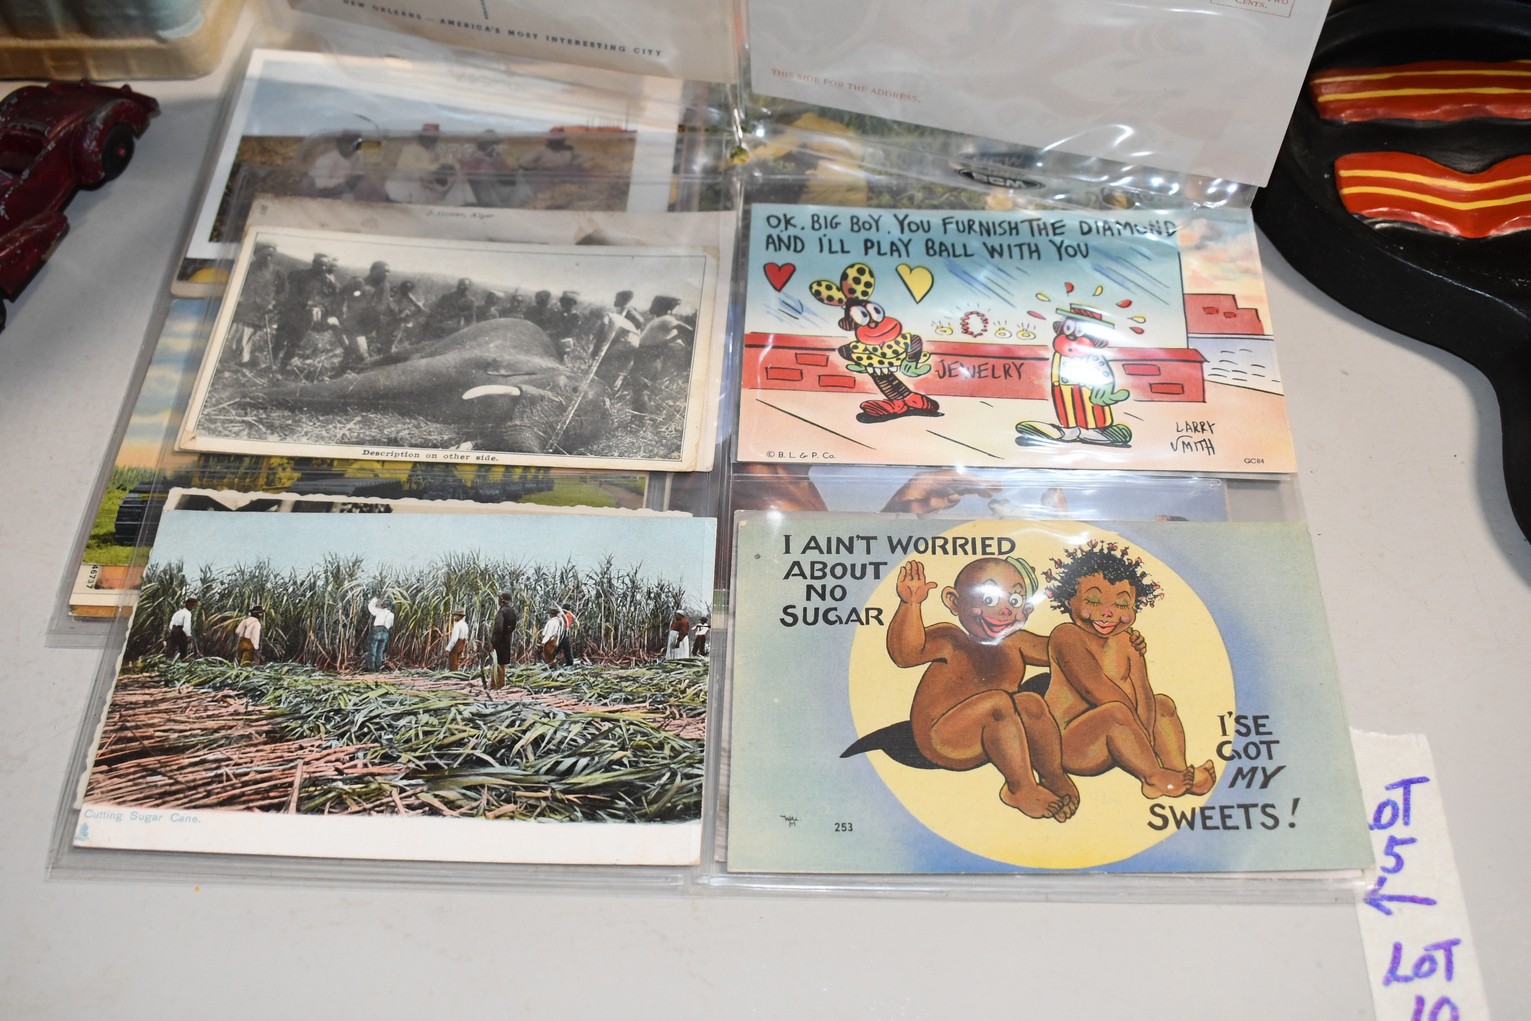 NEW ORLEANS — AMERICA'S MOST INTERESTING CITY
THIS SIDE FOR THE ADDRESS.
CENTS.
Description on other side.
O.K. BIG BOY. YOU FURNISH THE DIAMOND
AND I'LL PLAY BALL WITH YOU
JEWELRY
LARRY
SMITH
© B. L. & P. Co.
GC84
46737
Cutting Sugar Cane.
I AIN'T WORRIED
ABOUT
NO
SUGAR
I'SE
GOT
MY
SWEETS!
253
LOT
5
←
LOT
10